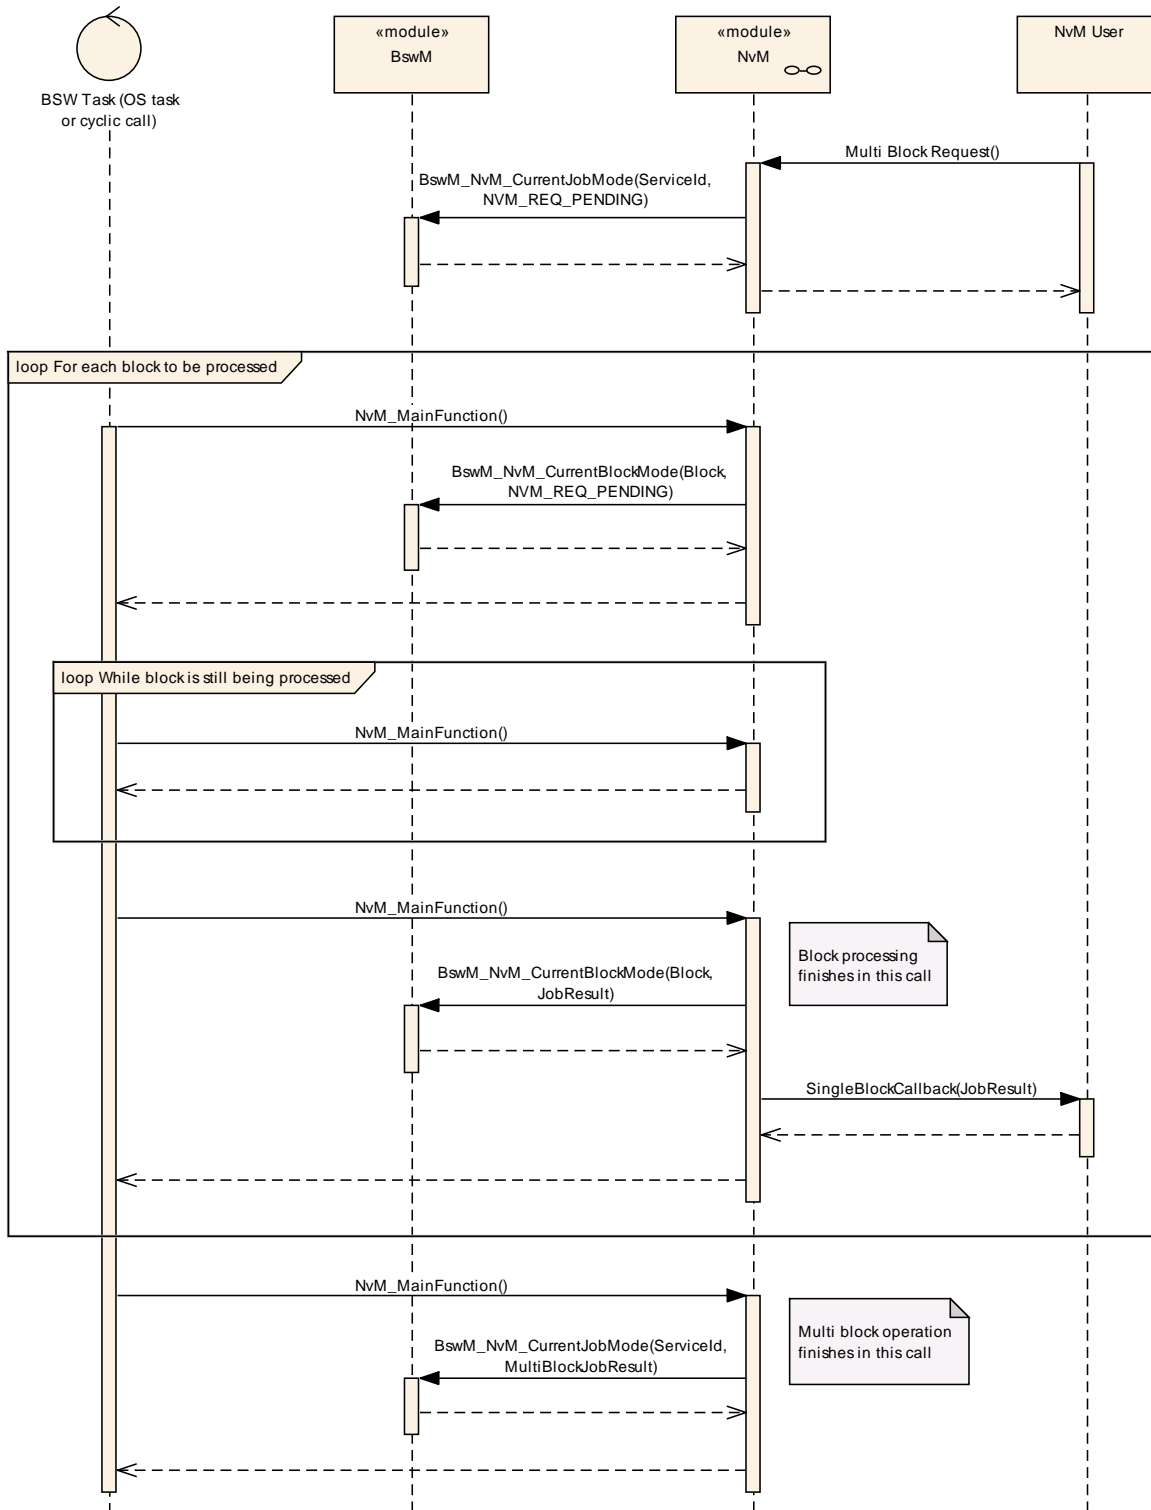 «module»
BswM
«module»
NvM
NvM User
BSW Task (OS task
or cyclic call)
Multi Block Request()
BswM_NvM_CurrentJobMode(ServiceId,
NVM_REQ_PENDING)
loop For each block to be processed
NvM_MainFunction()
BswM_NvM_CurrentBlockMode(Block,
NVM_REQ_PENDING)
loop While block is still being processed
NvM_MainFunction()
NvM_MainFunction()
Block processing
finishes in this call
BswM_NvM_CurrentBlockMode(Block,
JobResult)
SingleBlockCallback(JobResult)
NvM_MainFunction()
Multi block operation
finishes in this call
BswM_NvM_CurrentJobMode(ServiceId,
MultiBlockJobResult)